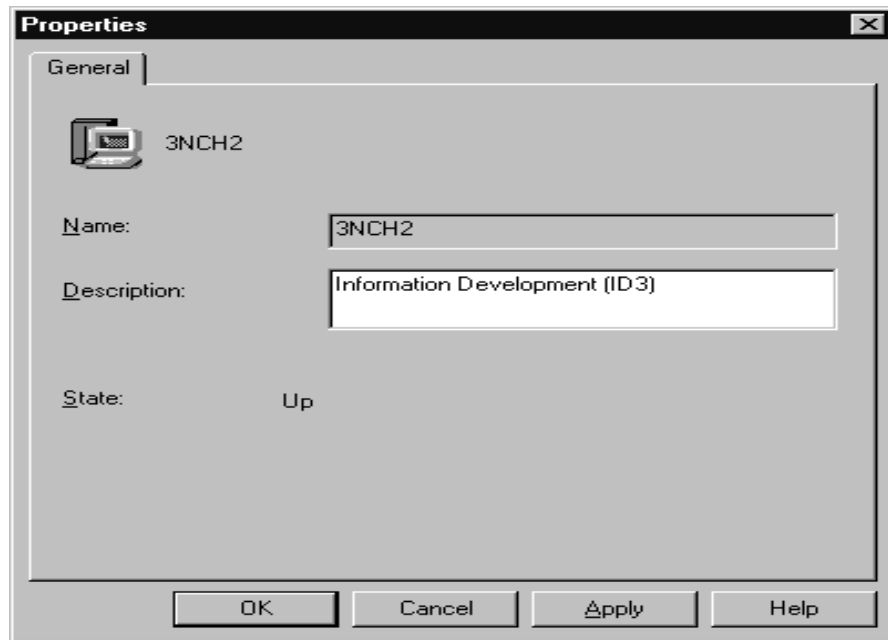 Properties
General
3NCH2
Name: 3NCH2
Description: Information Development (ID3)
State: Up
OK Cancel Apply Help